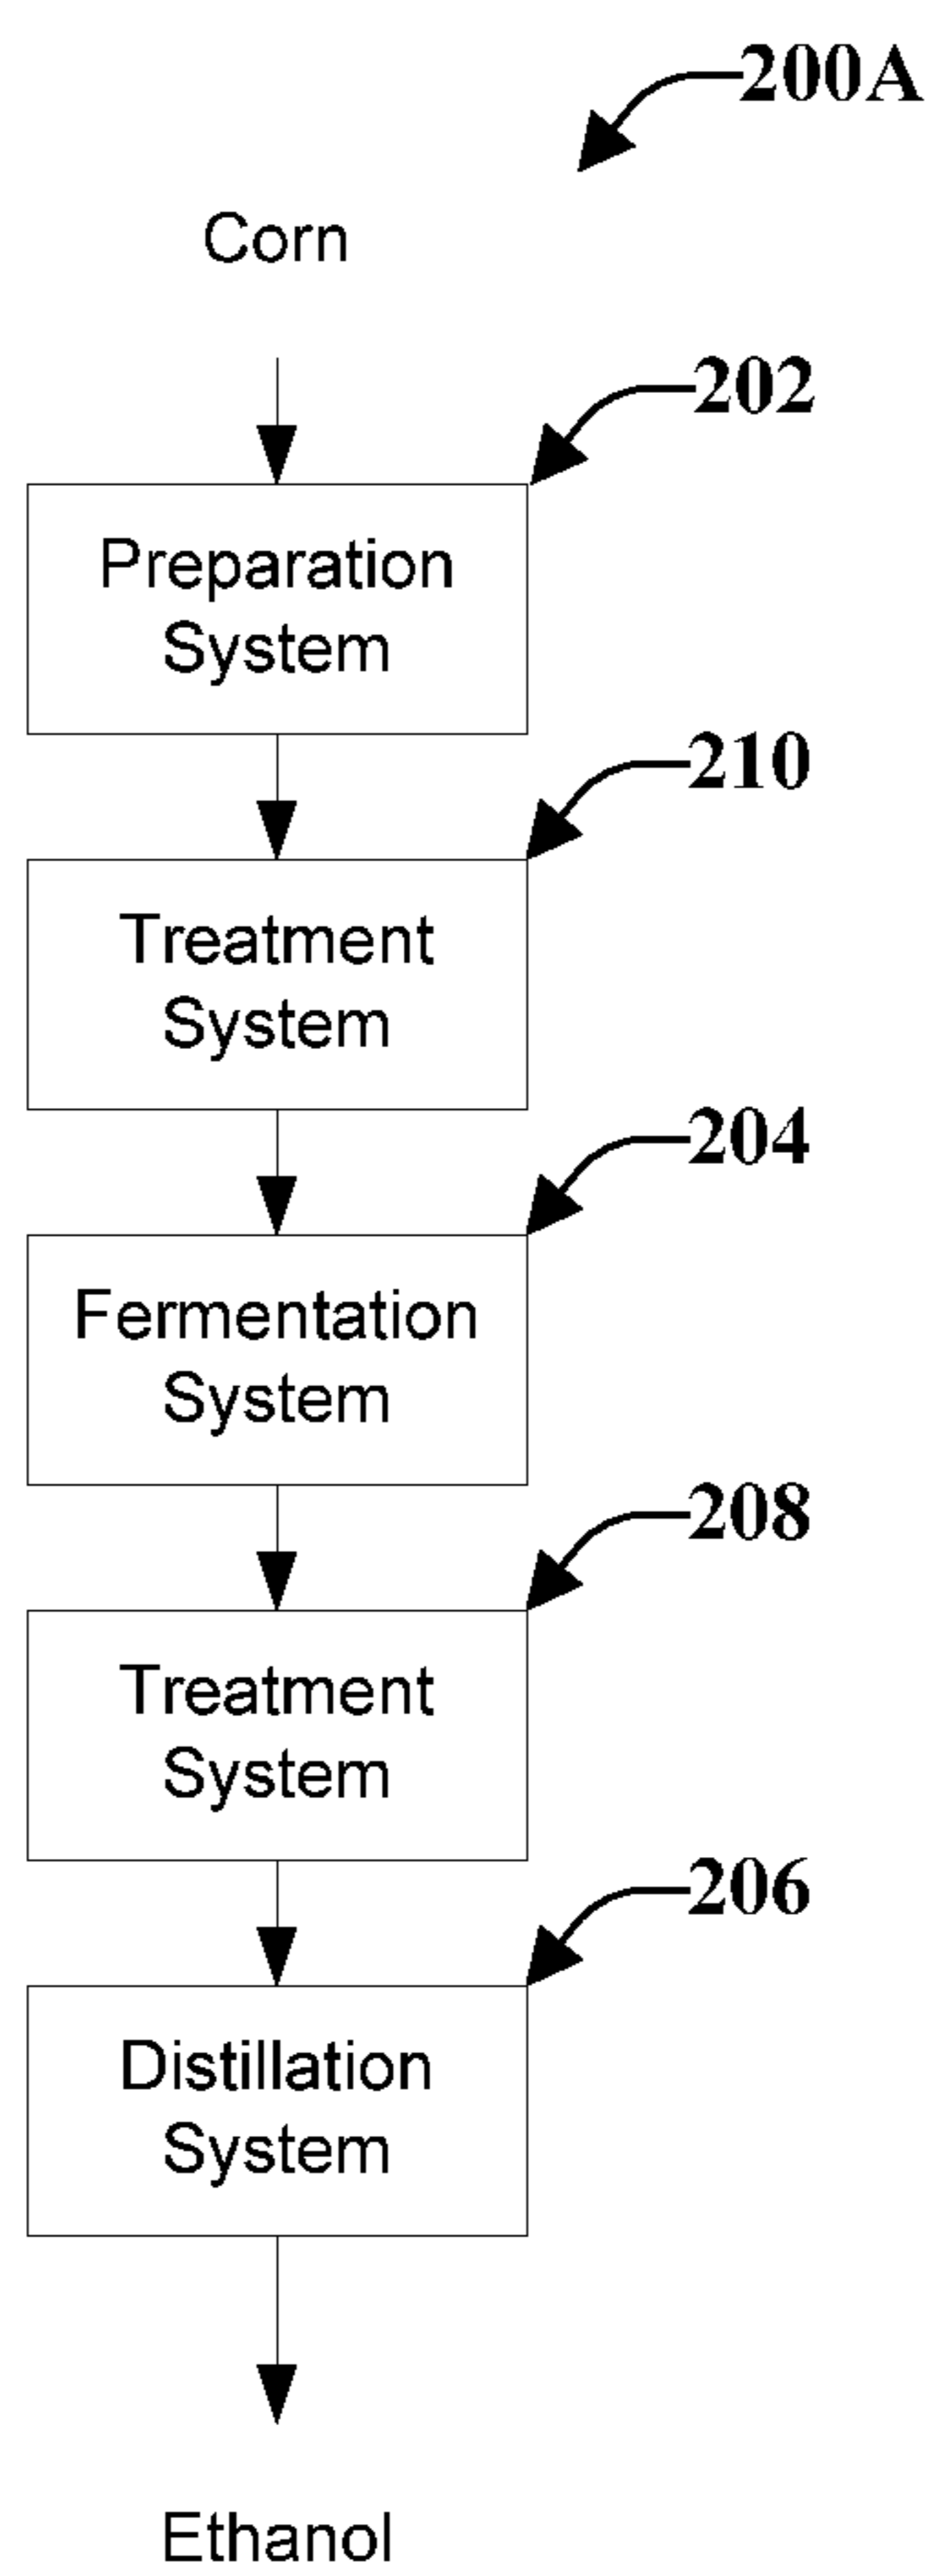 200A
Corn
202
Preparation
System
210
Treatment
System
204
Fermentation
System
208
Treatment
System
206
Distillation
System
Ethanol